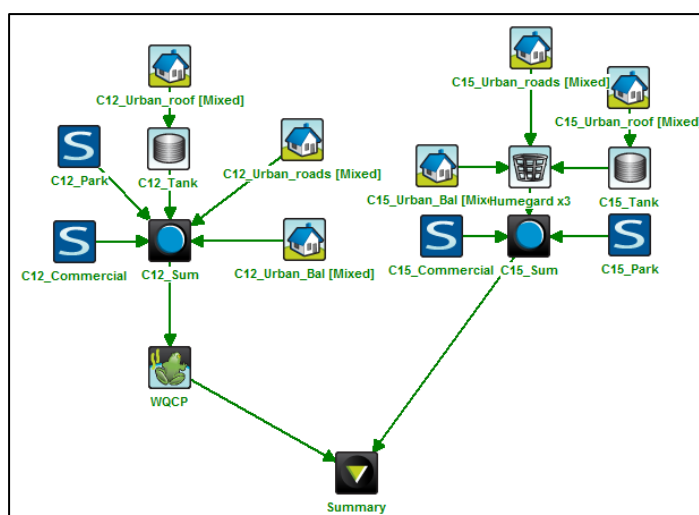 C12_Urban_roof [Mixed]
C15_Urban_roads [Mixed]
C15_Urban_roof [Mixed]
C12_Park
C12_Tank
C12_Urban_roads [Mixed]
C15_Urban_Bal [Mixe
Humegard x3
C15_Tank
C12_Commercial
C12_Sum
C12_Urban_Bal [Mixed]
C15_Commercial
C15_Sum
C15_Park
WQCP
Summary